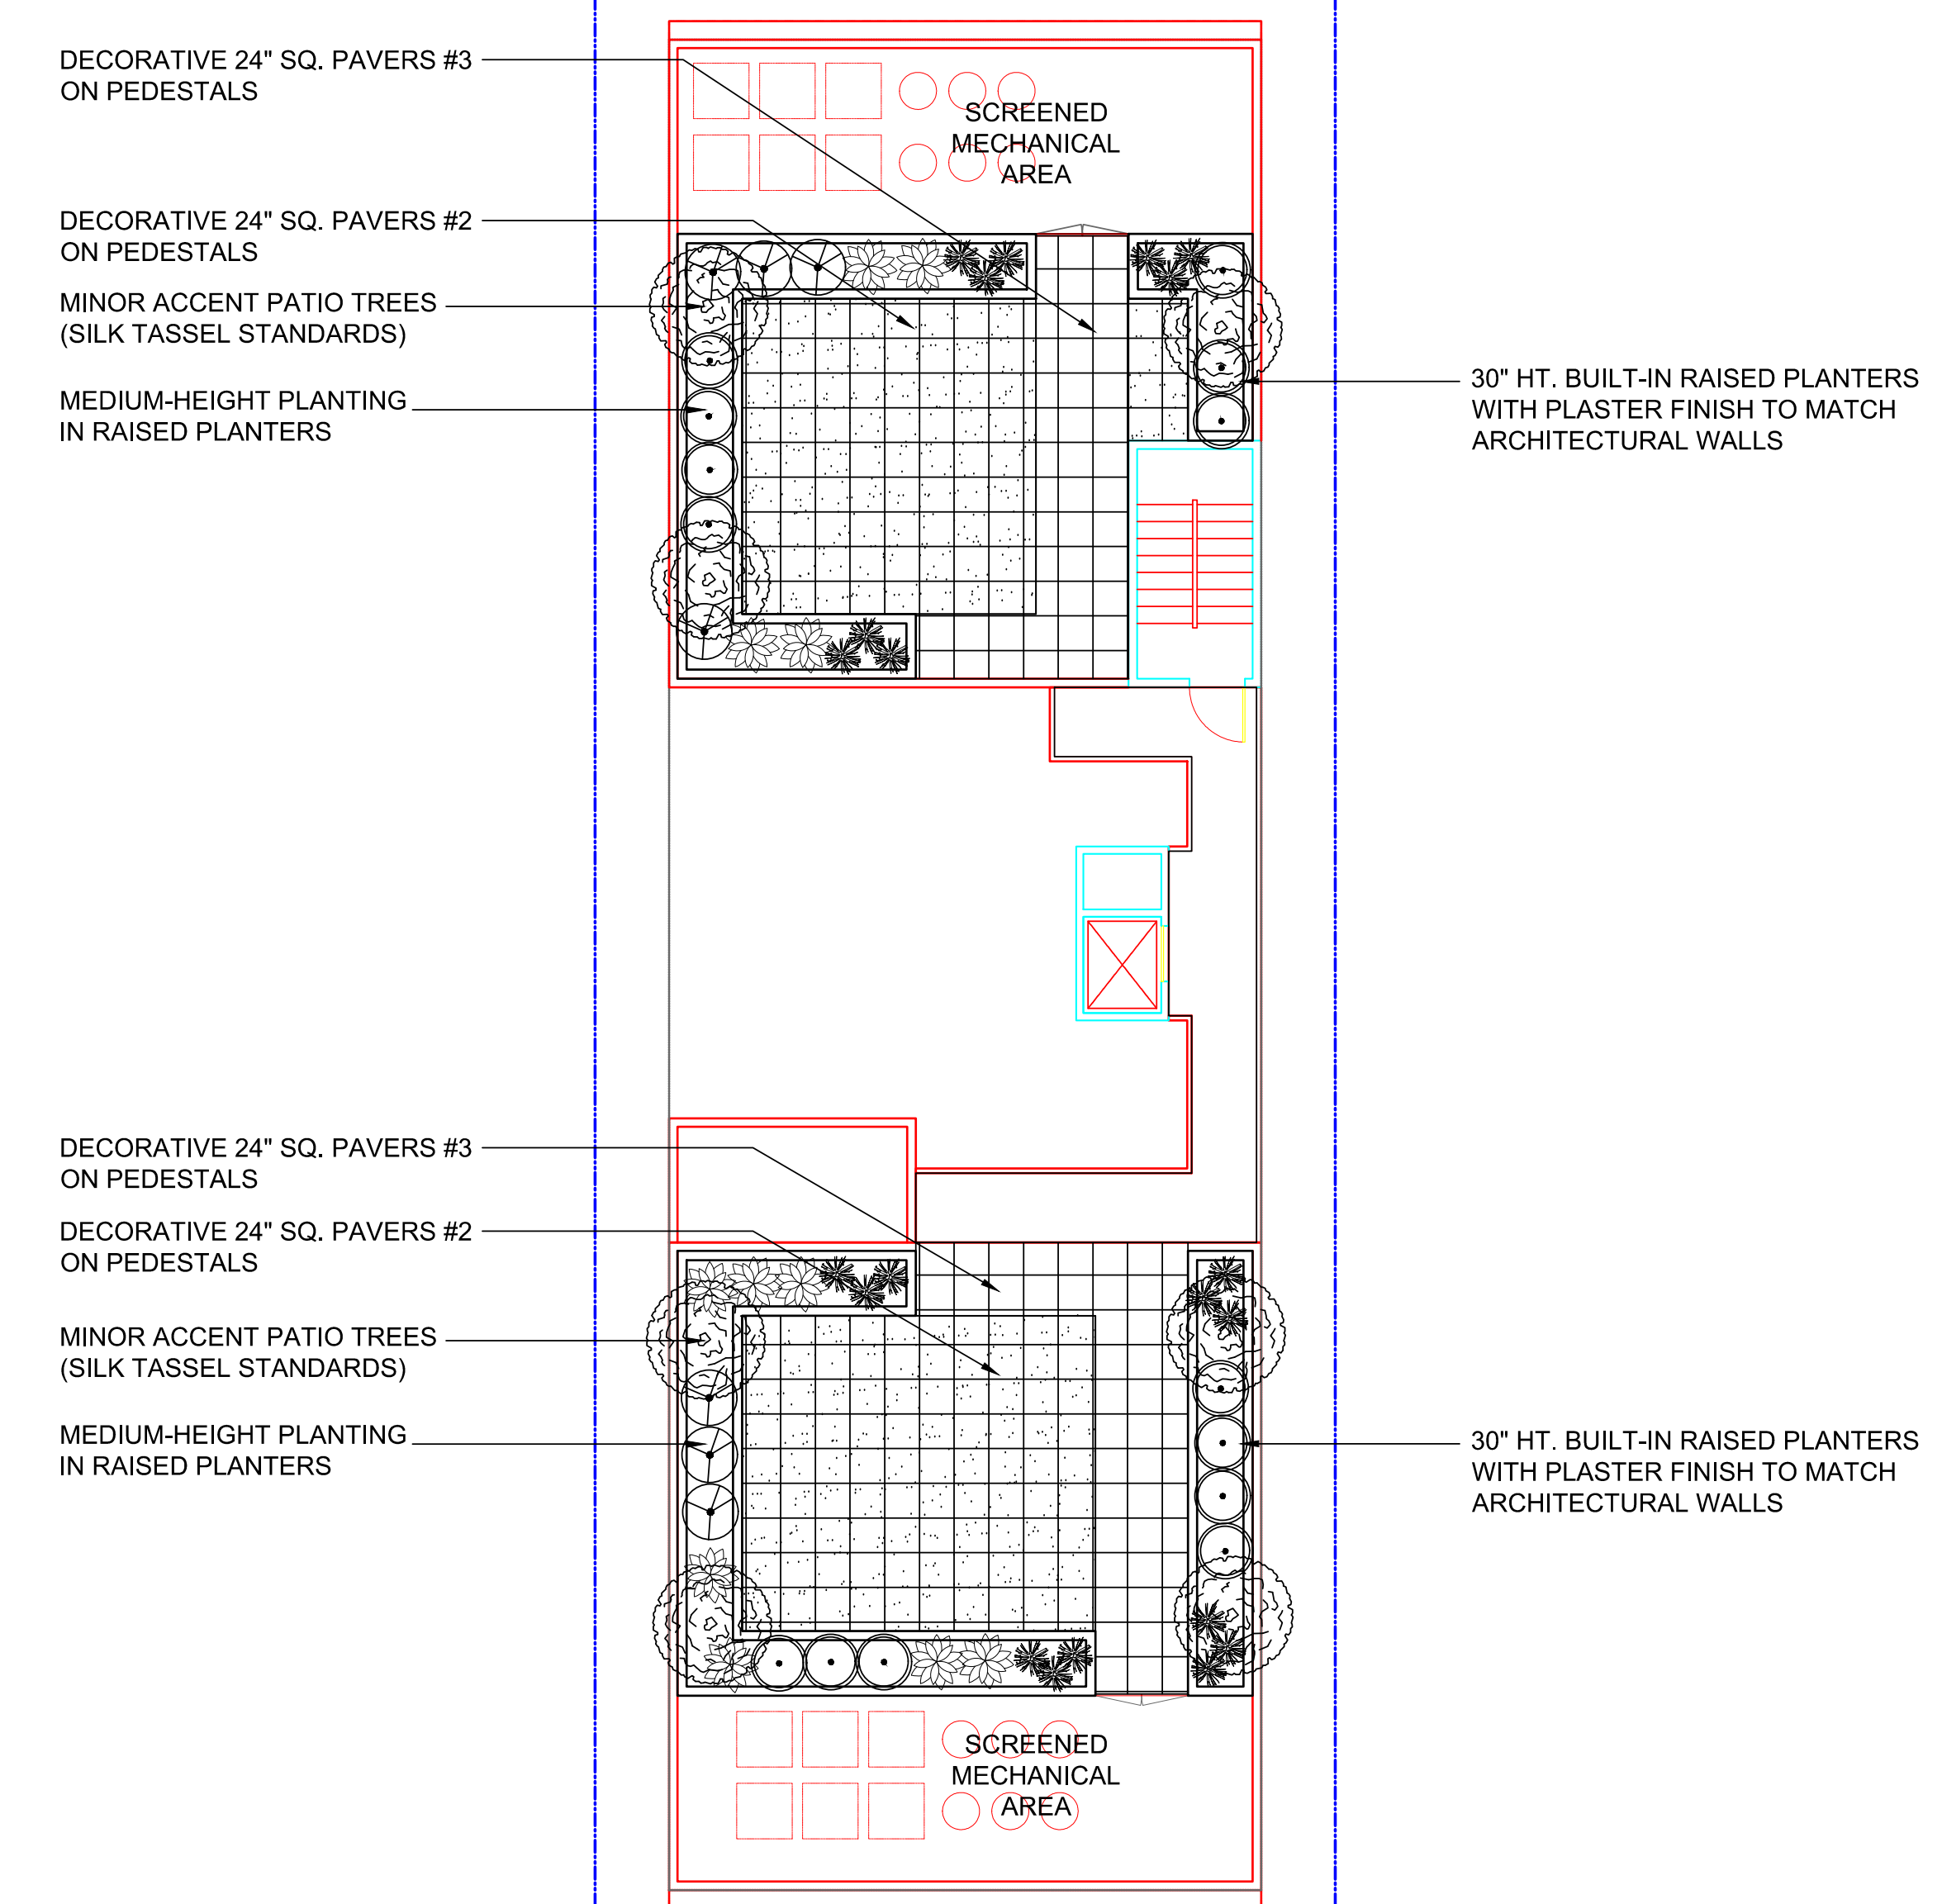 DECORATIVE 24" SQ. PAVERS #3
ON PEDESTALS
SCREENED
MECHANICAL
AREA
DECORATIVE 24" SQ. PAVERS #2
ON PEDESTALS
MINOR ACCENT PATIO TREES
(SILK TASSEL STANDARDS)
MEDIUM-HEIGHT PLANTING
IN RAISED PLANTERS
30" HT. BUILT-IN RAISED PLANTERS
WITH PLASTER FINISH TO MATCH
ARCHITECTURAL WALLS
DECORATIVE 24" SQ. PAVERS #3
ON PEDESTALS
DECORATIVE 24" SQ. PAVERS #2
ON PEDESTALS
MINOR ACCENT PATIO TREES
(SILK TASSEL STANDARDS)
MEDIUM-HEIGHT PLANTING
IN RAISED PLANTERS
30" HT. BUILT-IN RAISED PLANTERS
WITH PLASTER FINISH TO MATCH
ARCHITECTURAL WALLS
SCREENED
MECHANICAL
AREA